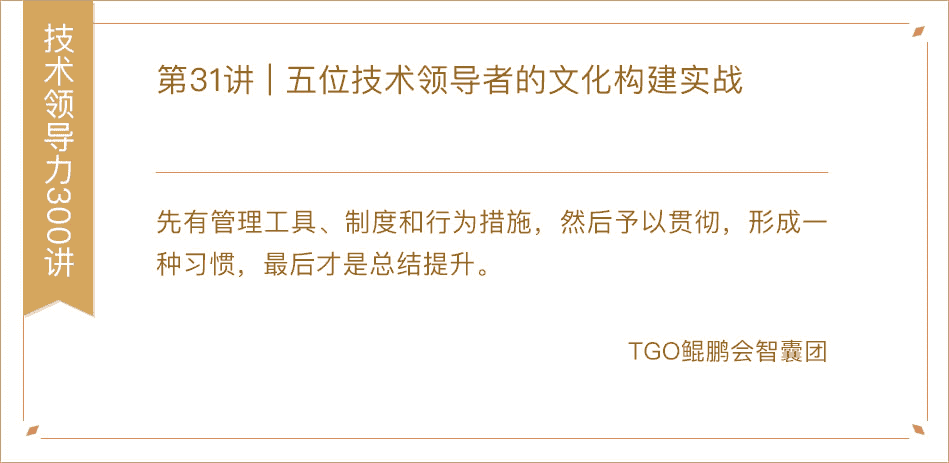 技术领导力300讲
第31讲 | 五位技术领导者的文化构建实战
先有管理工具、制度和行为措施，然后予以贯彻，形成一
种习惯，最后才是总结提升。
TGO鲲鹏会智囊团